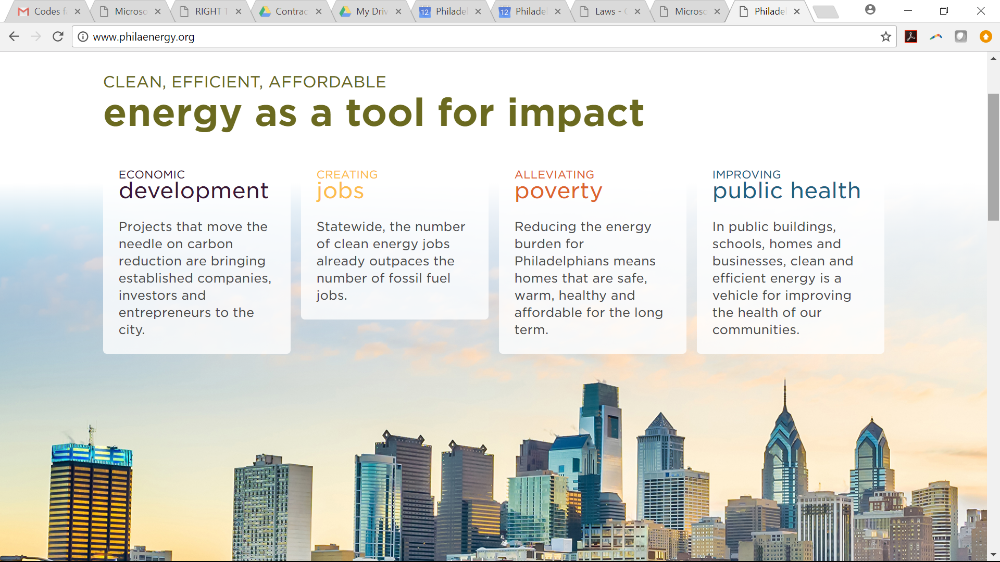 Codes f
Microso
RIGHT T
Contrac
My Driv
12
Philadel
12
Philadel
Laws - 
Microso
Philadel
www.philaenergy.org
CLEAN, EFFICIENT, AFFORDABLE
energy as a tool for impact
ECONOMIC
development
Projects that move the
needle on carbon
reduction are bringing
established companies,
investors and
entrepreneurs to the
city.
CREATING
jobs
Statewide, the number
of clean energy jobs
already outpaces the
number of fossil fuel
jobs.
ALLEVIATING
poverty
Reducing the energy
burden for
Philadelphians means
homes that are safe,
warm, healthy and
affordable for the long
term.
IMPROVING
public health
In public buildings,
schools, homes and
businesses, clean and
efficient energy is a
vehicle for improving
the health of our
communities.